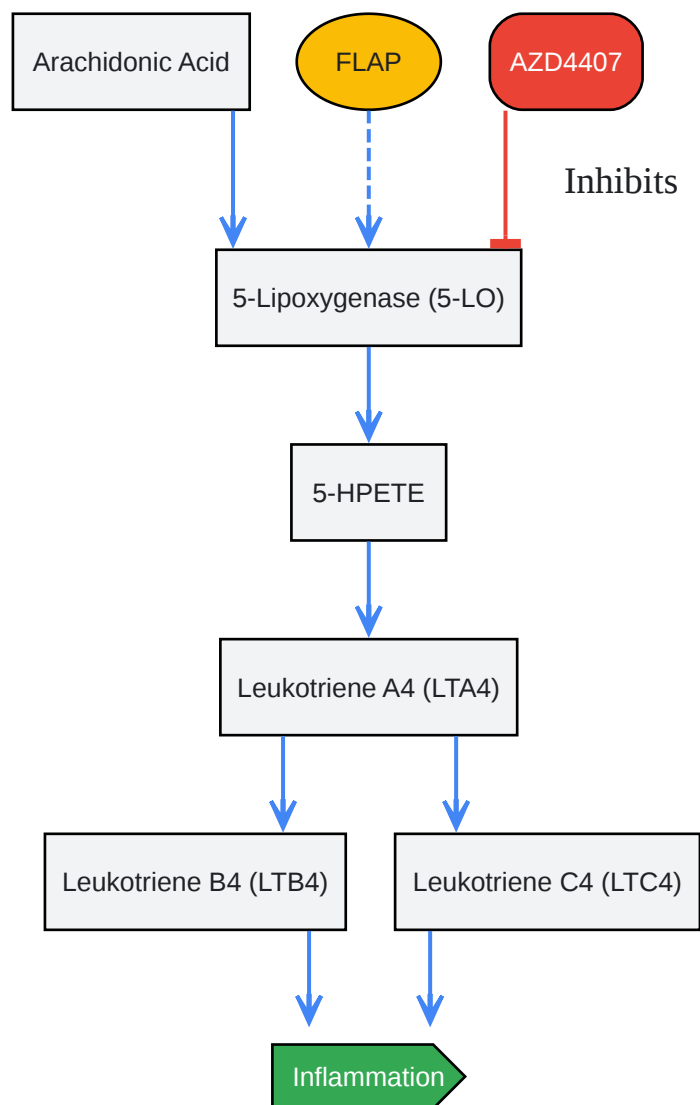 Arachidonic Acid
FLAP
AZD4407
Inhibits
5-Lipoxygenase (5-LO)
5-HPETE
Leukotriene A4 (LTA4)
Leukotriene B4 (LTB4)
Leukotriene C4 (LTC4)
Inflammation